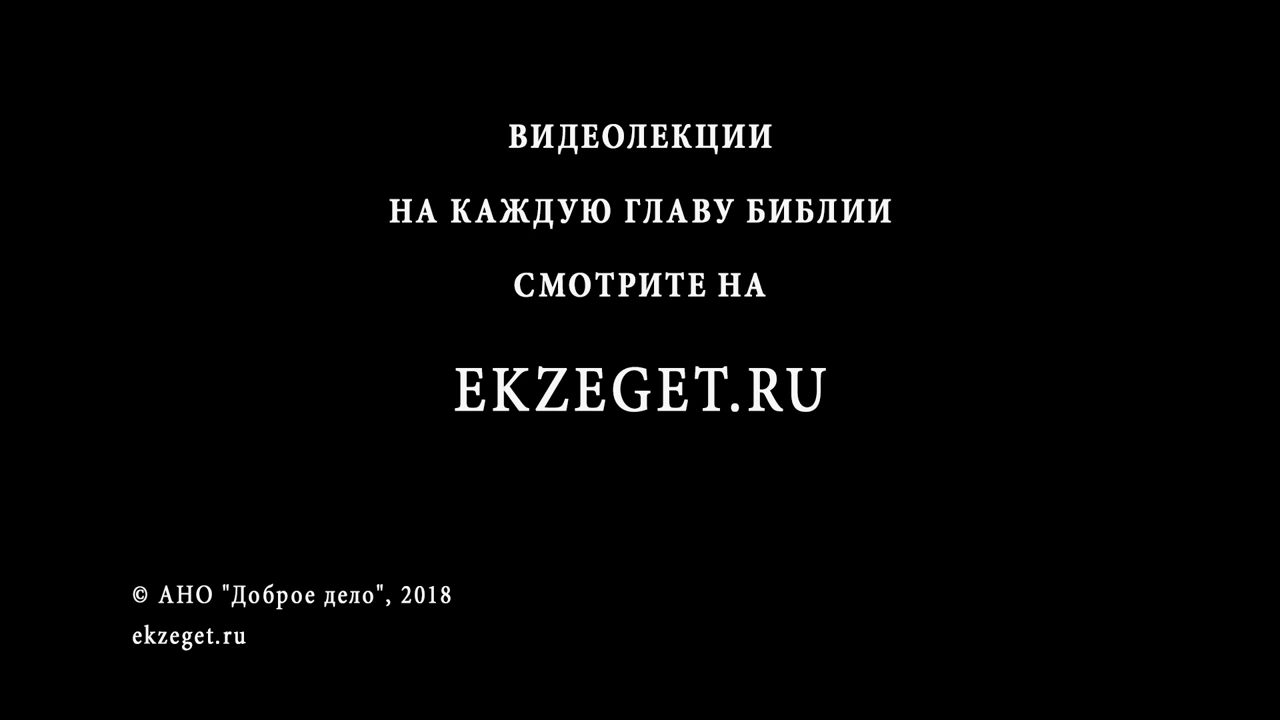 ВИДЕОЛЕКЦИИ
НА КАЖДУЮ ГЛАВУ БИБЛИИ
СМОТРИТЕ НА
EKZEGET.RU
© АНО "Доброе дело", 2018
ekzeget.ru